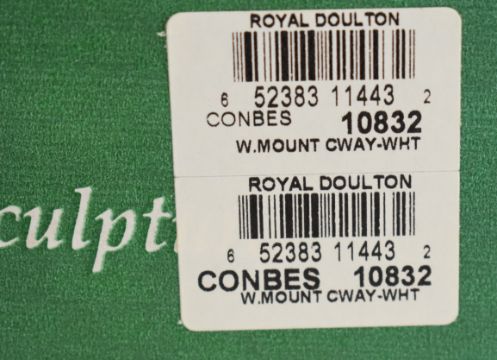 ROYAL DOULTON
6 52383 11443 2
CONBES 10832
W.MOUNT CWAY-WHT
culpt
ROYAL DOULTON
6 52383 11443 2
CONBES 10832
W.MOUNT CWAY-WHT